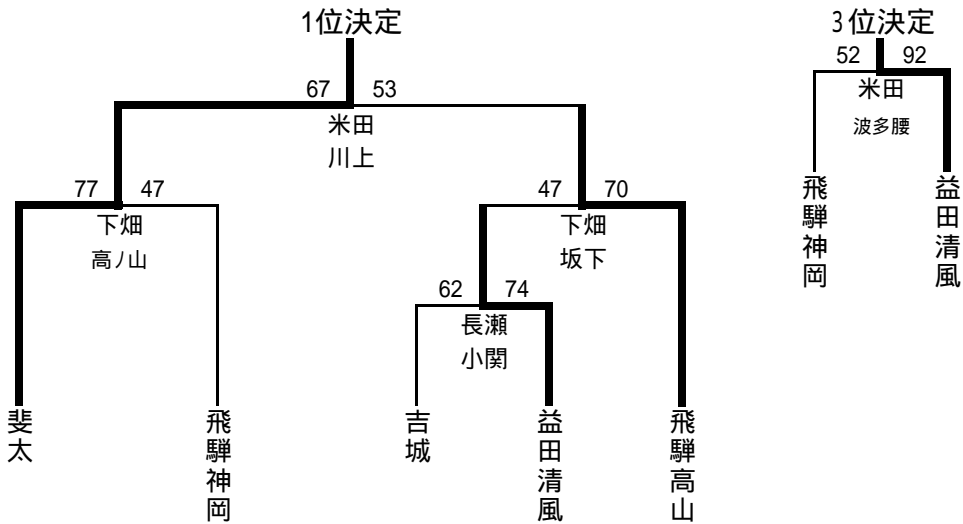 1位決定
67 53
米田
川上
77 47
下畑
高ノ山
47 70
下畑
坂下
62 74
長瀬
小関
斐太
飛騨神岡
吉城
益田清風
飛騨高山
3位決定
52 92
米田
波多腰
飛騨神岡
益田清風